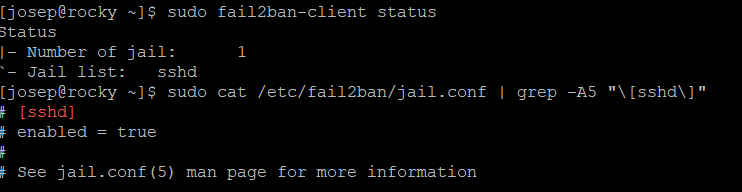 [josep@rocky ~]$ sudo fail2ban-client status
Status
|- Number of jail:      1
`- Jail list:   sshd
[josep@rocky ~]$ sudo cat /etc/fail2ban/jail.conf | grep -A5 "\[sshd\]"
# [sshd]
# enabled = true
#
# See jail.conf(5) man page for more information